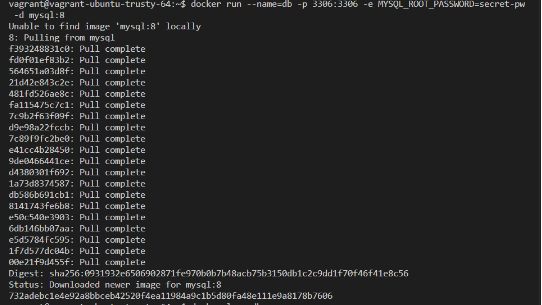 vagrant@vagrant-ubuntu-trusty-64:~$ docker run --name=db -p 3306:3306 -e MYSQL_ROOT_PASSWORD=secret-pw
-d mysql:8
Unable to find image 'mysql:8' locally
8: Pulling from mysql
f393248831c0: Pull complete
fd0f01ef83b2: Pull complete
564651a03d8f: Pull complete
21d42e843c2e: Pull complete
481fd526ae8c: Pull complete
fa115475c7c1: Pull complete
7c9b2f63f09f: Pull complete
d9e98a22fccb: Pull complete
7c89f9fc2be0: Pull complete
e41cc4b28450: Pull complete
9de0466441ce: Pull complete
d4380301f692: Pull complete
1a73d8374587: Pull complete
db586b691cb1: Pull complete
8141743fe6b8: Pull complete
e50c540e3903: Pull complete
6db146bb07aa: Pull complete
e5d5784fc595: Pull complete
1f7d577dc04b: Pull complete
00e21f9d455f: Pull complete
Digest: sha256:0931932e6506902871fe970b0b7b48acb75b3150db1c2c9dd1f70f46f41e8c56
Status: Downloaded newer image for mysql:8
732adebc1e4e92a8bbceb42520f4ea11984a9c1b5d80fa48e111e9a8178b7606